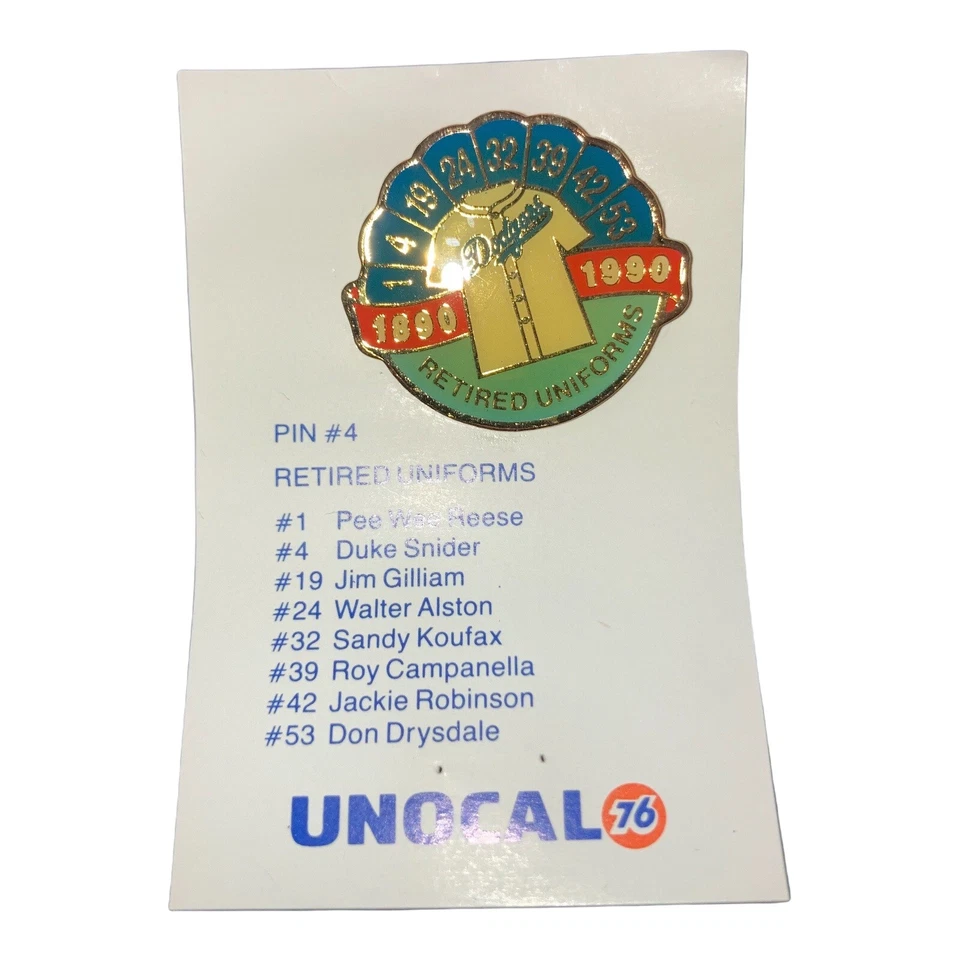 1 4 19 24 32 39 42 53
Dodgers
1890 1990
RETIRED UNIFORMS
PIN #4
RETIRED UNIFORMS
#1 Pee Wee Reese
#4 Duke Snider
#19 Jim Gilliam
#24 Walter Alston
#32 Sandy Koufax
#39 Roy Campanella
#42 Jackie Robinson
#53 Don Drysdale
UNOCAL 76